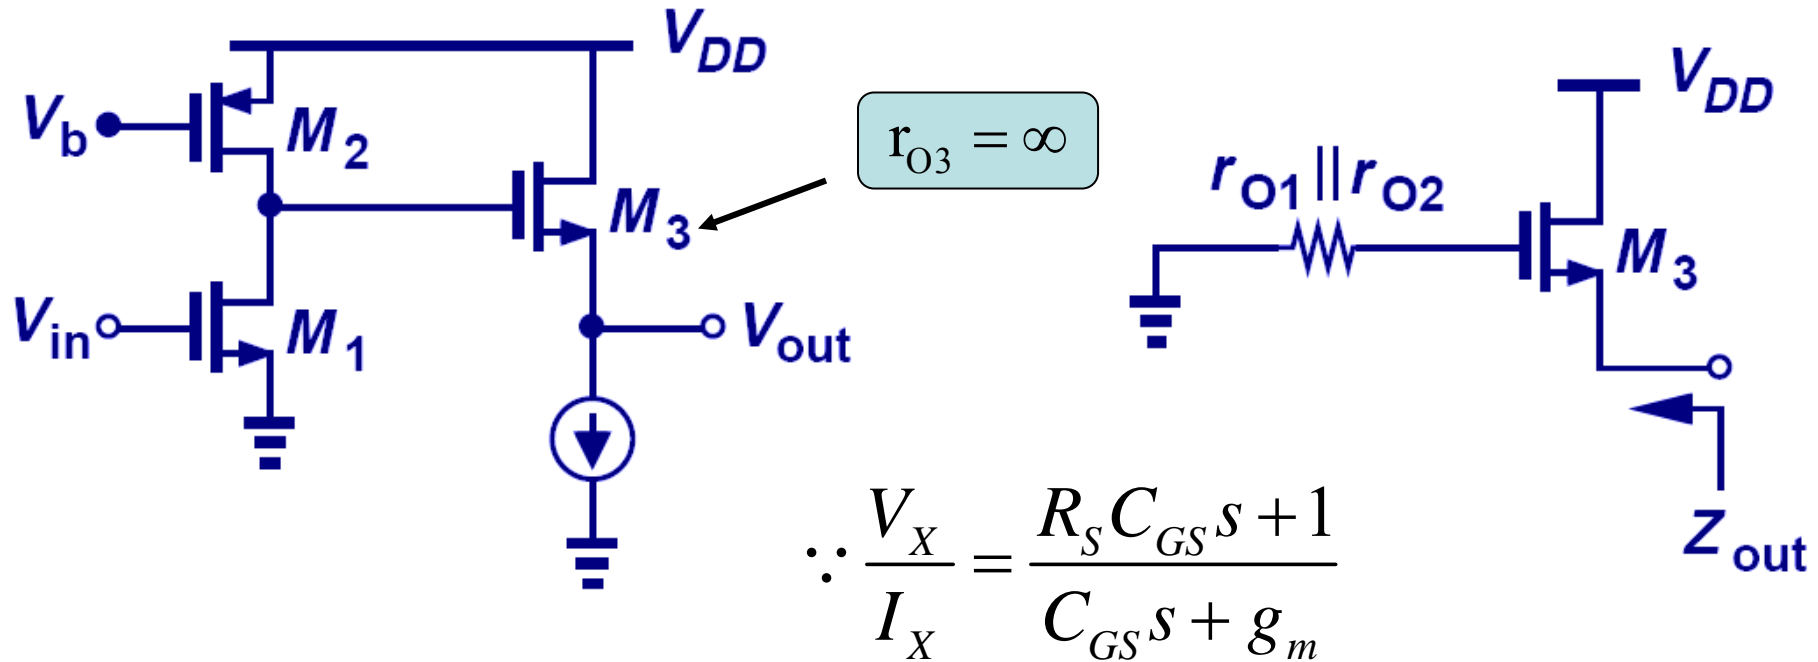 V_DD
V_b
M_2
r_O3 = ∞
M_3
V_in
M_1
V_out
V_DD
r_O1 || r_O2
M_3
Z_out
∵ V_X / I_X = (R_S C_GS s + 1) / (C_GS s + g_m)